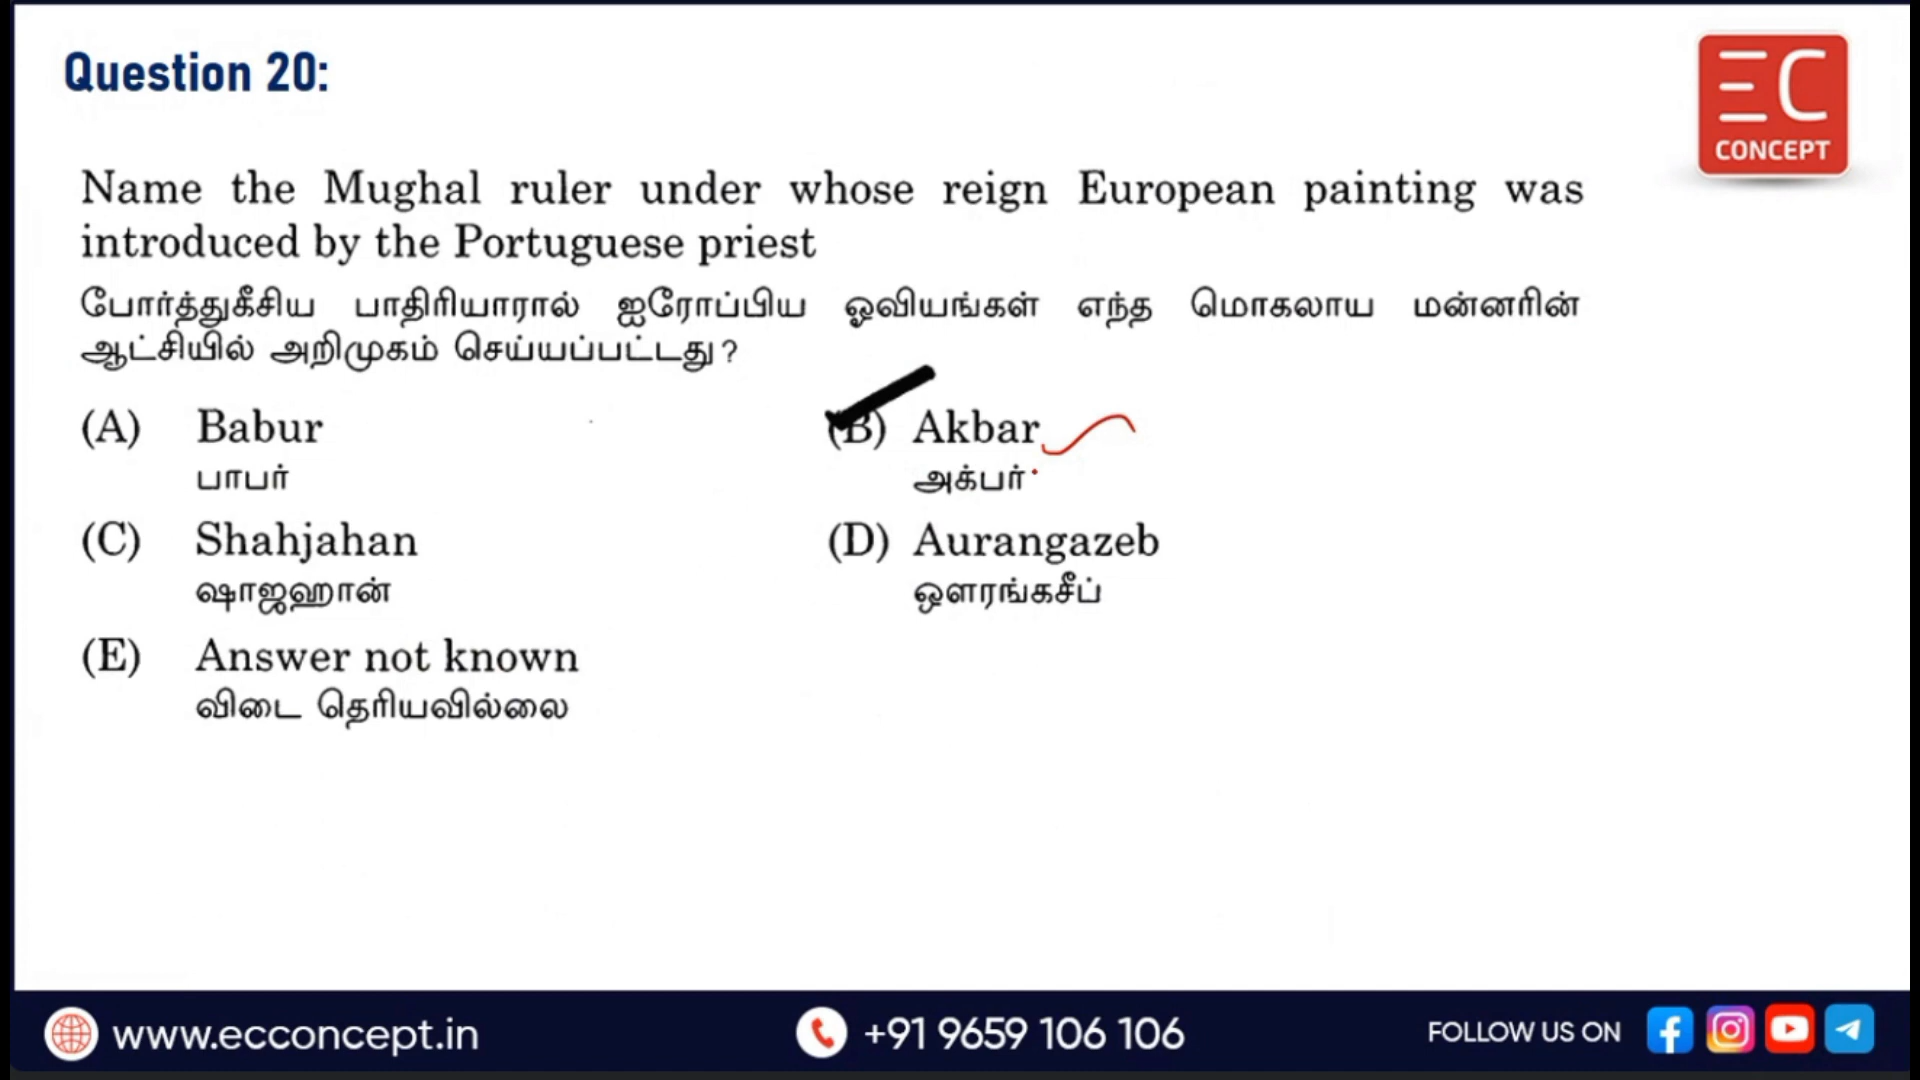 Question 20:
EC
CONCEPT
Name the Mughal ruler under whose reign European painting was
introduced by the Portuguese priest
போர்த்துகீசிய பாதிரியாரால் ஐரோப்பிய ஓவியங்கள் எந்த மொகலாய மன்னரின்
ஆட்சியில் அறிமுகம் செய்யப்பட்டது?
(A) Babur
பாபர்
(B) Akbar
அக்பர்
(C) Shahjahan
ஷாஜஹான்
(D) Aurangazeb
ஔரங்கசீப்
(E) Answer not known
விடை தெரியவில்லை
www.ecconcept.in
+91 9659 106 106
FOLLOW US ON